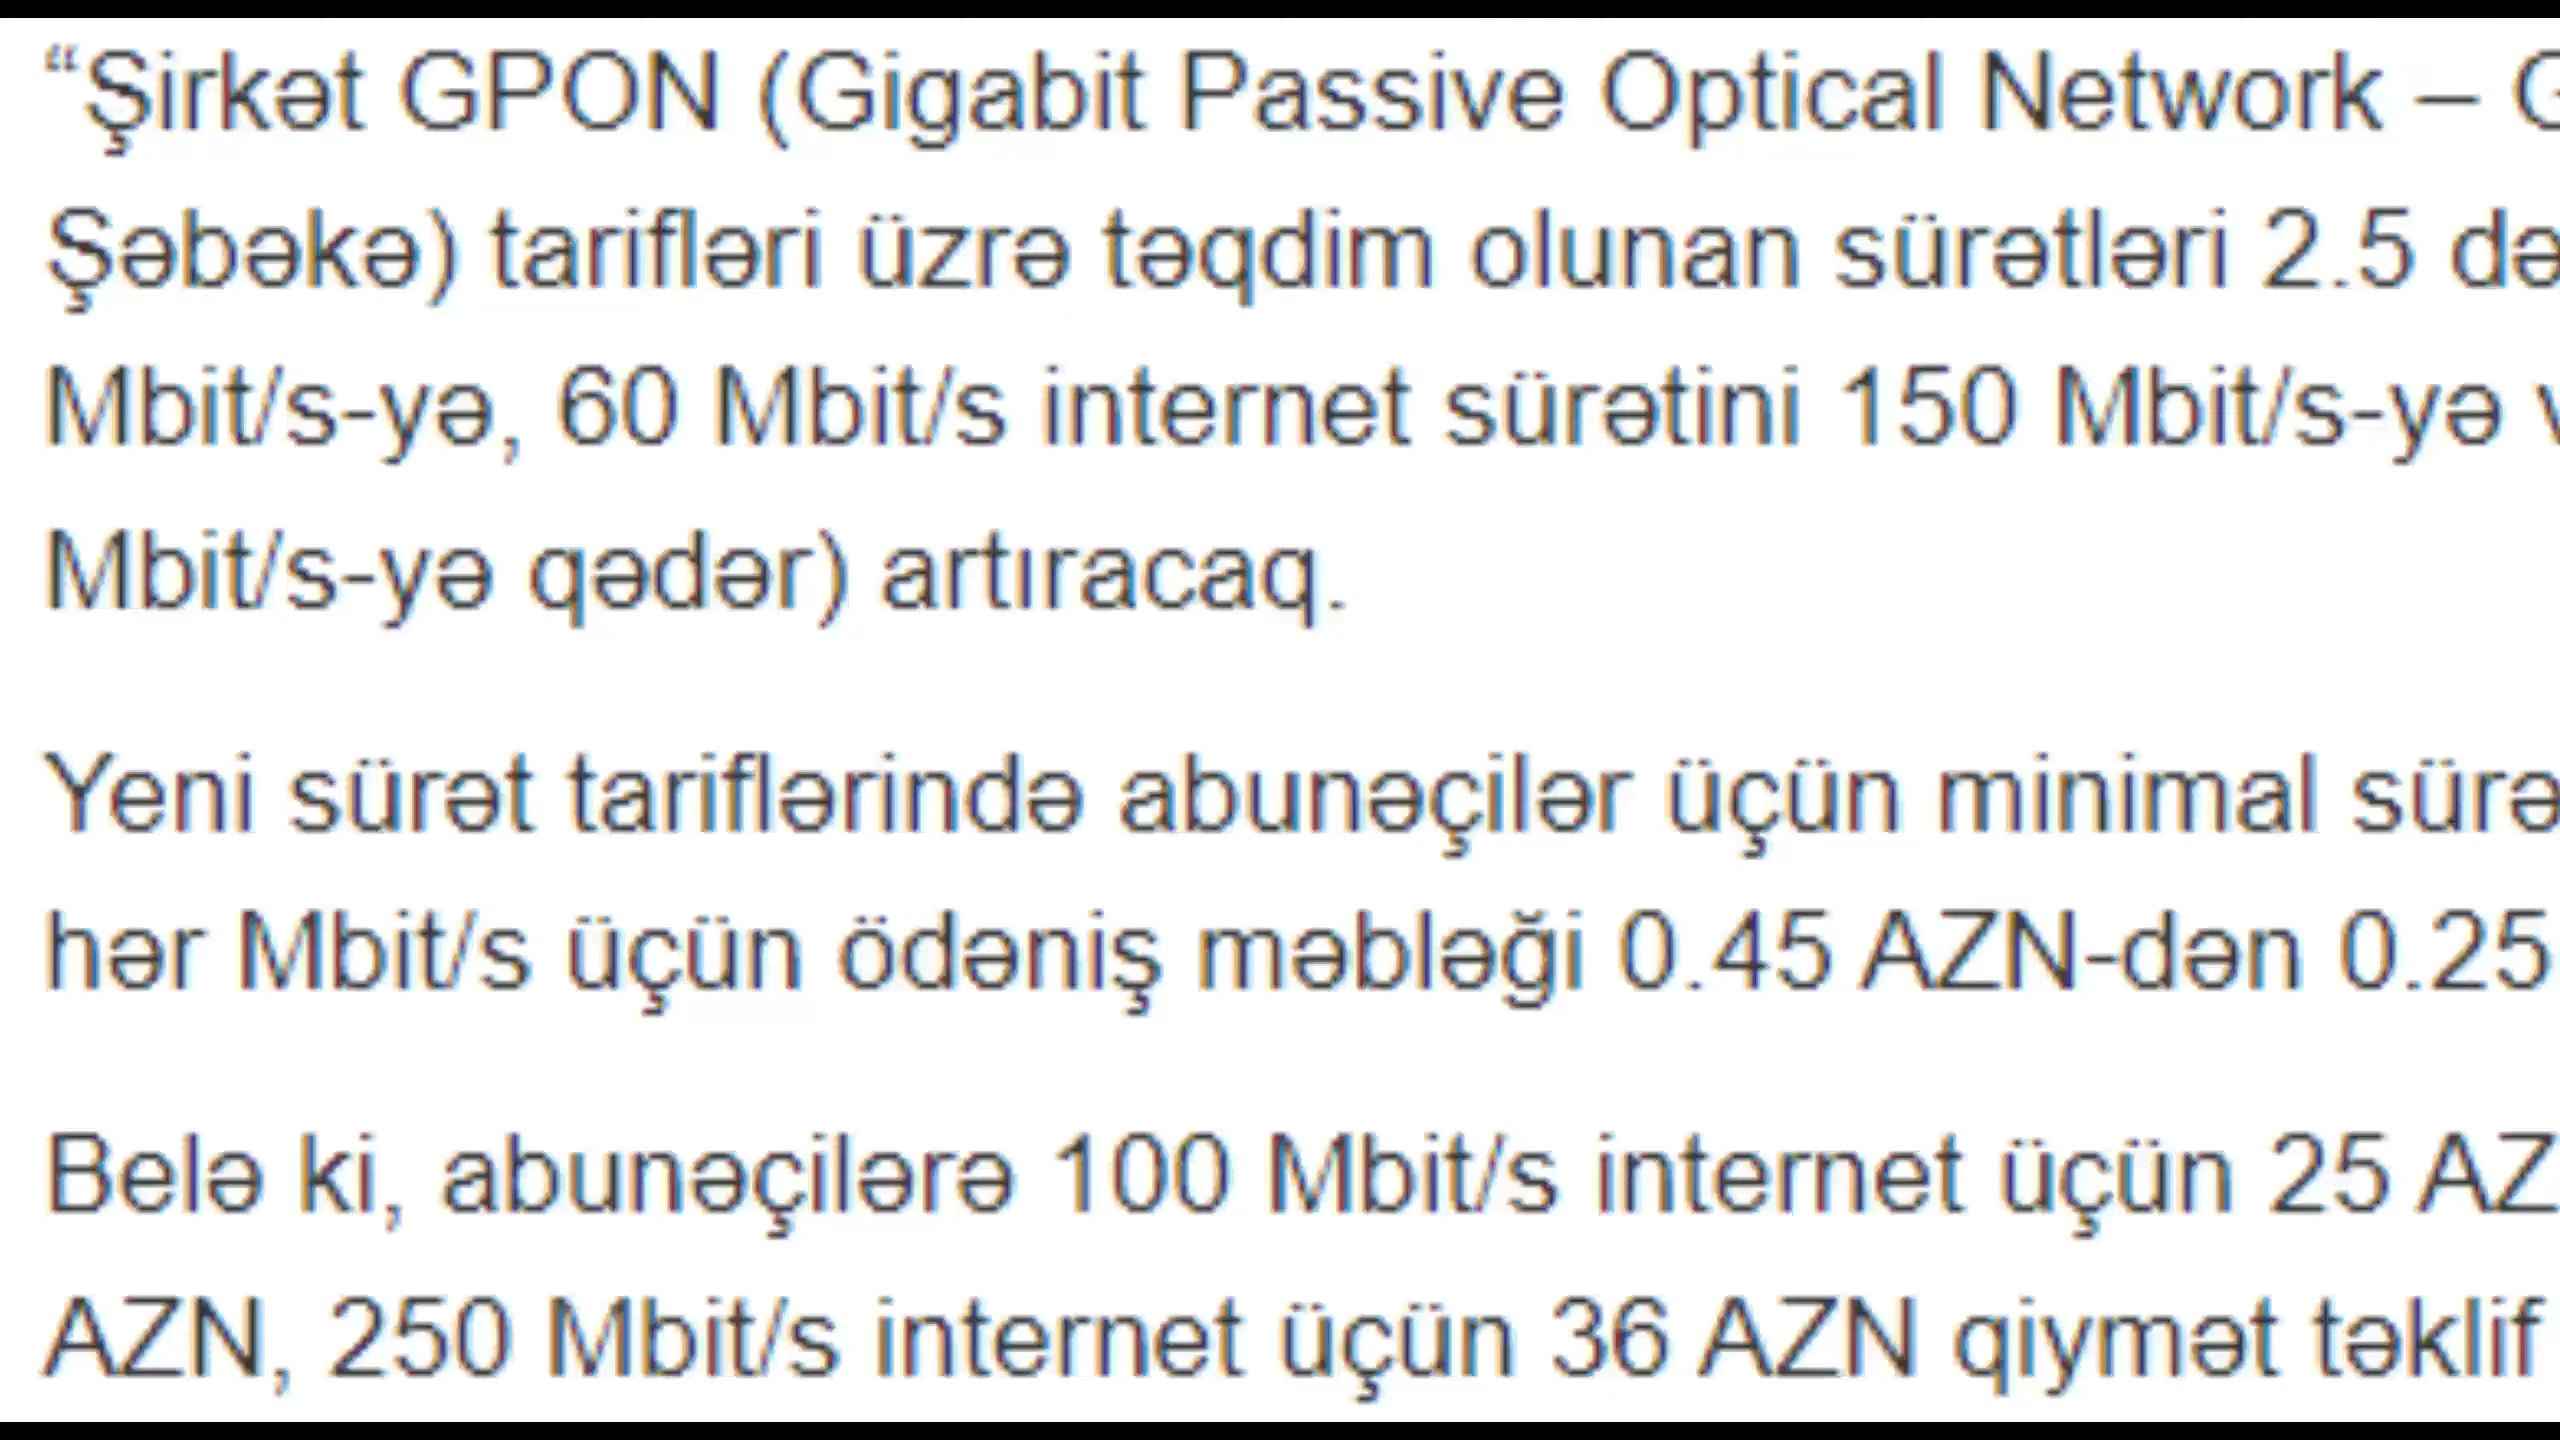 “Şirkət GPON (Gigabit Passive Optical Network –
Şəbəkə) tarifləri üzrə təqdim olunan sürətləri 2.5
Mbit/s-yə, 60 Mbit/s internet sürətini 150 Mbit/s-yə
Mbit/s-yə qədər) artıracaq.
Yeni sürət tariflərində abunəçilər üçün minimal
hər Mbit/s üçün ödəniş məbləği 0.45 AZN-dən 0.25
Belə ki, abunəçilərə 100 Mbit/s internet üçün 25
AZN, 250 Mbit/s internet üçün 36 AZN qiymət təklif